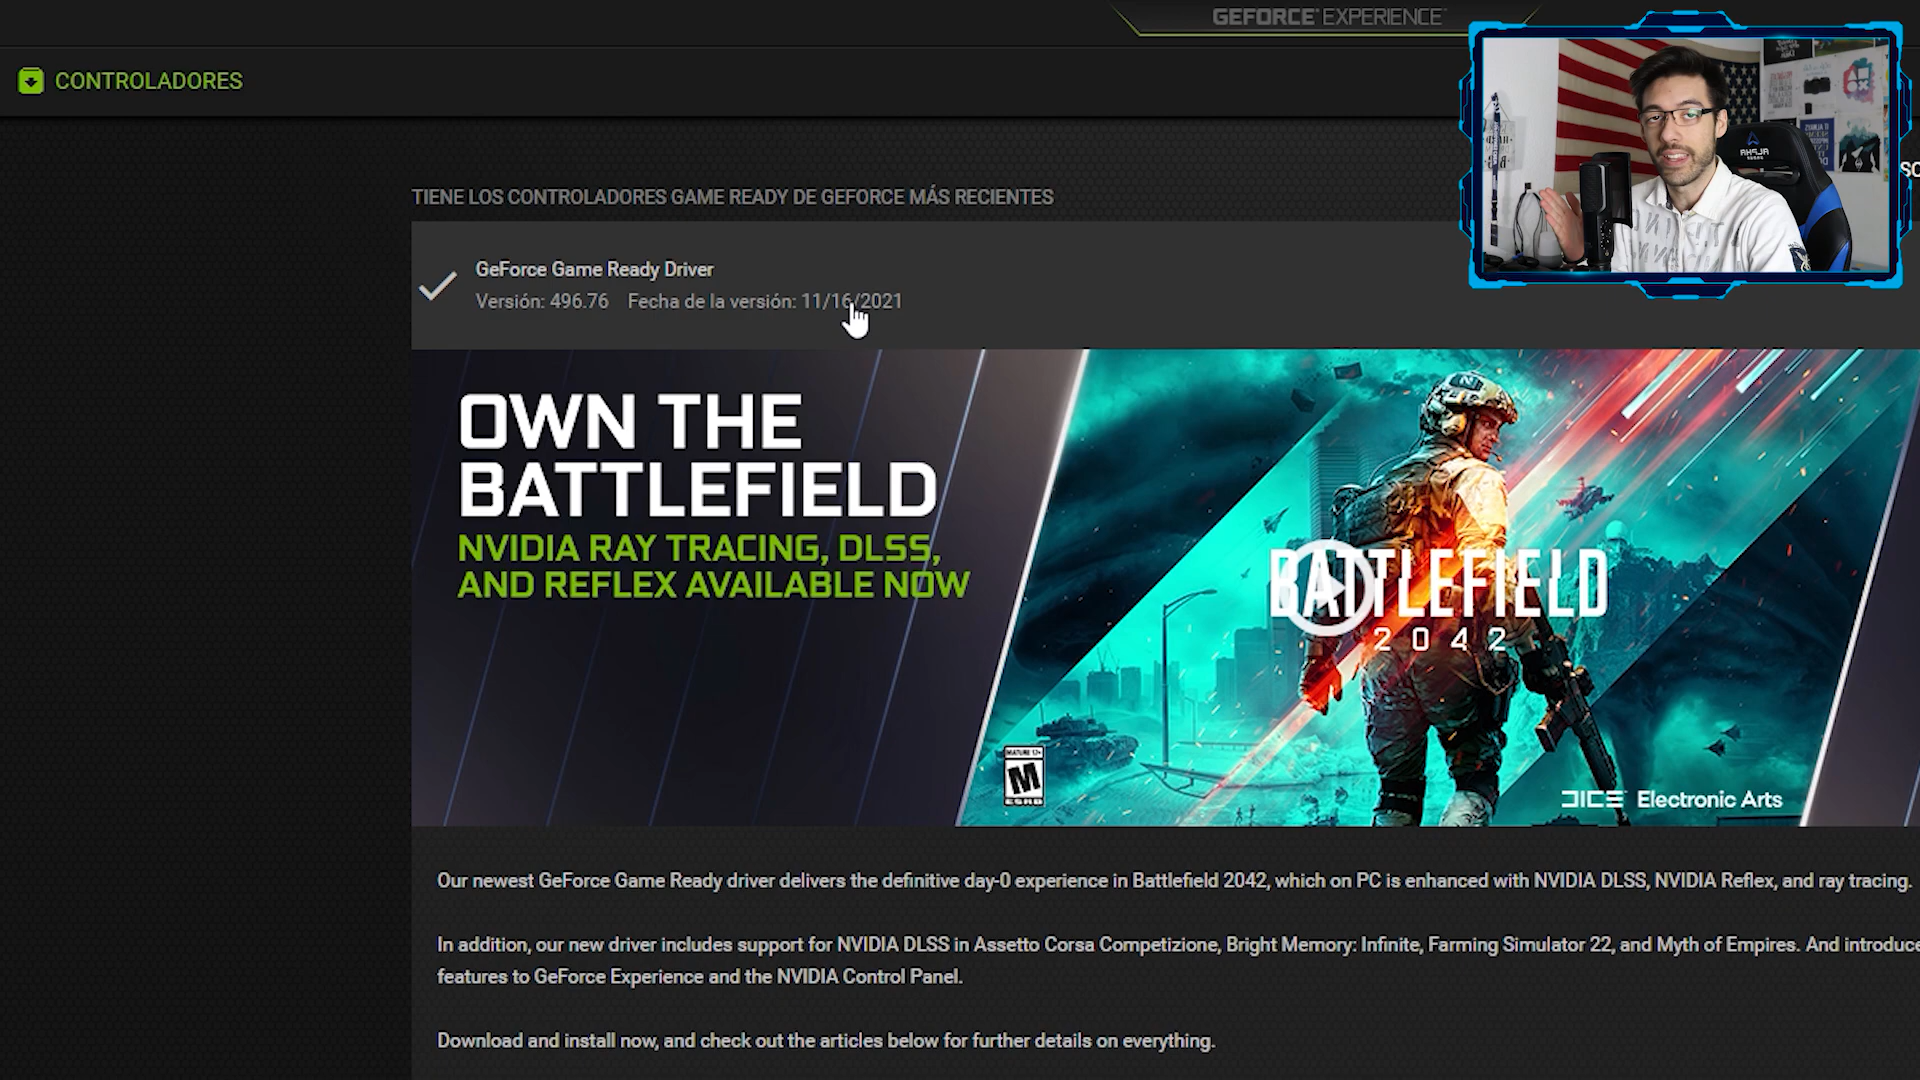 GEFORCE® EXPERIENCE™
CONTROLADORES
TIENE LOS CONTROLADORES GAME READY DE GEFORCE MÁS RECIENTES
GeForce Game Ready Driver
Versión: 496.76 Fecha de la versión: 11/16/2021
OWN THE
BATTLEFIELD
NVIDIA RAY TRACING, DLSS,
AND REFLEX AVAILABLE NOW
BATTLEFIELD
2042
MATURE 17+
M
ESRB
DICE Electronic Arts
Our newest GeForce Game Ready driver delivers the definitive day-0 experience in Battlefield 2042, which on PC is enhanced with NVIDIA DLSS, NVIDIA Reflex, and ray tracing.
In addition, our new driver includes support for NVIDIA DLSS in Assetto Corsa Competizione, Bright Memory: Infinite, Farming Simulator 22, and Myth of Empires. And introduce
features to GeForce Experience and the NVIDIA Control Panel.
Download and install now, and check out the articles below for further details on everything.
ALPHA